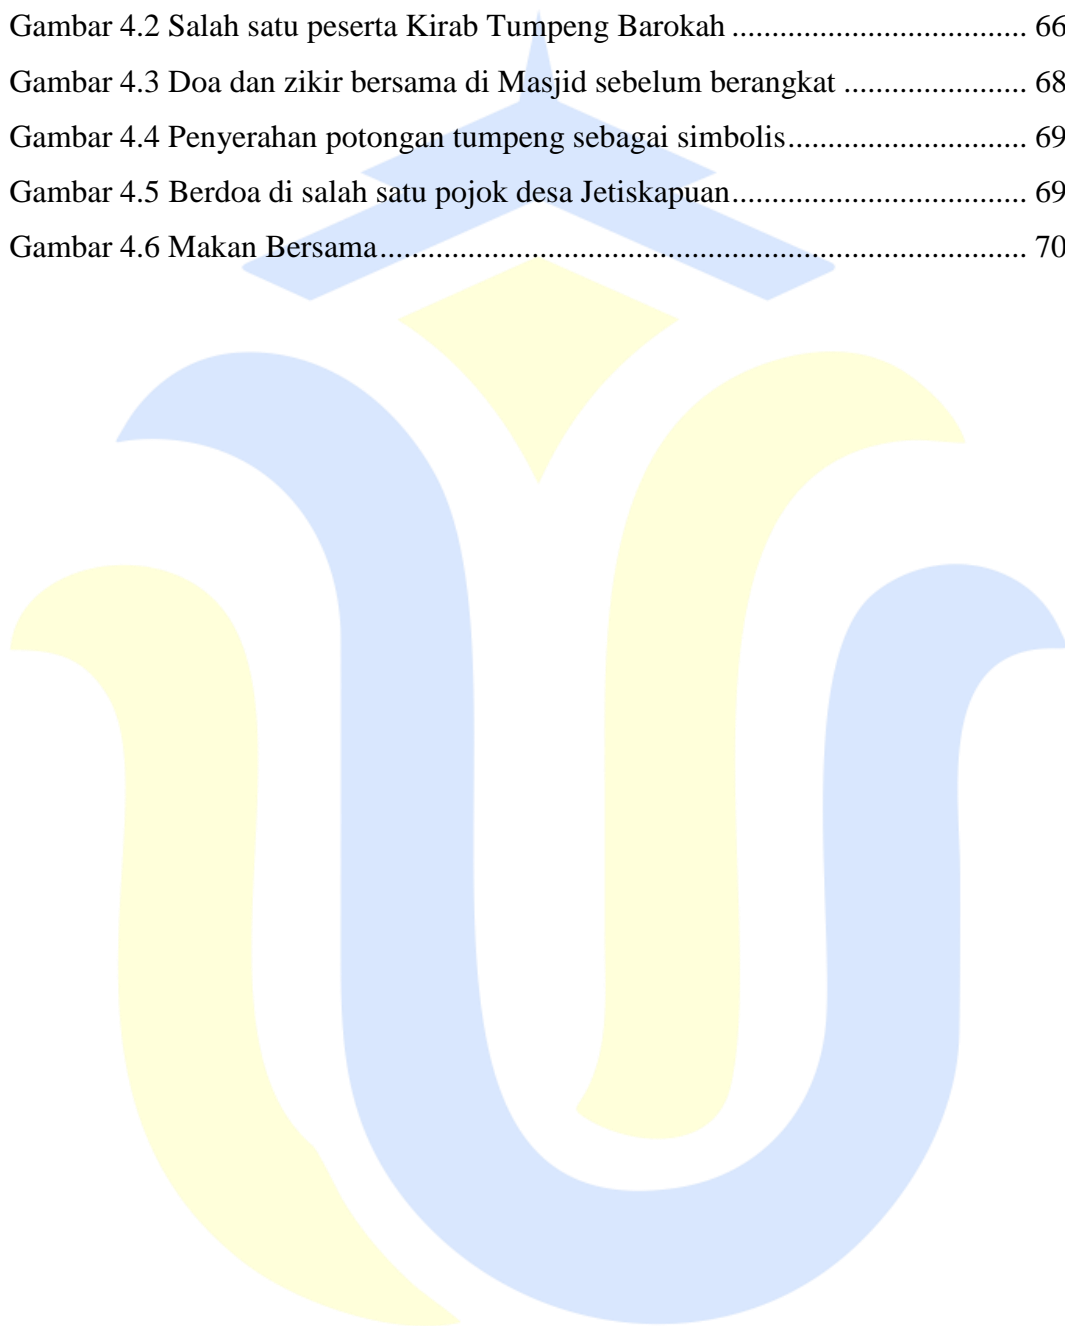 Gambar 4.2 Salah satu peserta Kirab Tumpeng Barokah .................................. 66
Gambar 4.3 Doa dan zikir bersama di Masjid sebelum berangkat ..................... 68
Gambar 4.4 Penyerahan potongan tumpeng sebagai simbolis........................... 69
Gambar 4.5 Berdoa di salah satu pojok desa Jetiskapuan.................................. 69
Gambar 4.6 Makan Bersama.......................................................................... 70